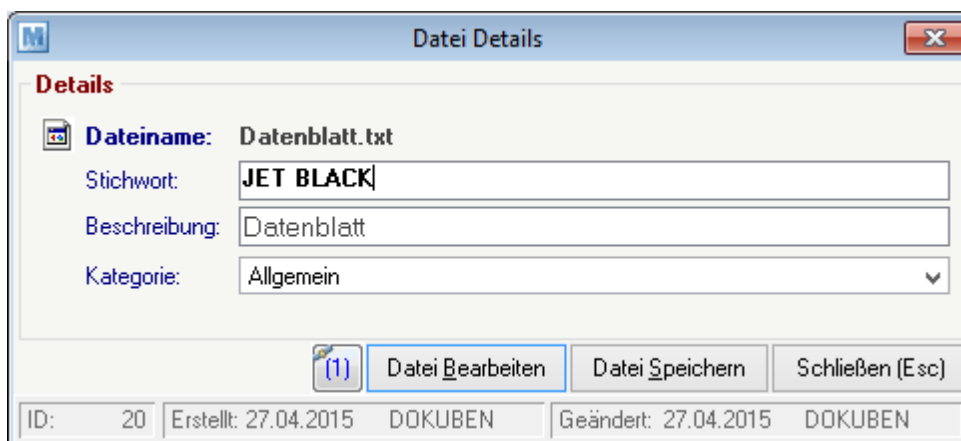 Datei Details
Details
Dateiname: Datenblatt.txt
Stichwort: JET BLACK
Beschreibung: Datenblatt
Kategorie: Allgemein
(1) Datei Bearbeiten Datei Speichern Schließen (Esc)
ID: 20 Erstellt: 27.04.2015 DOKUBEN Geändert: 27.04.2015 DOKUBEN